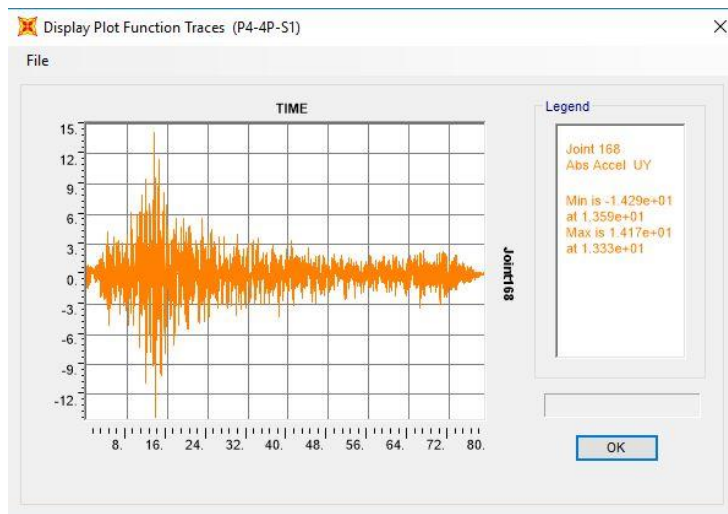 Display Plot Function Traces (P4-4P-S1)
File
TIME
15.
12.
9.
6.
3.
0.
-3.
-6.
-9.
-12.
8. 16. 24. 32. 40. 48. 56. 64. 72. 80.
Joint168
Legend
Joint 168
Abs Accel UY
Min is -1.429e+01
at 1.359e+01
Max is 1.417e+01
at 1.333e+01
OK